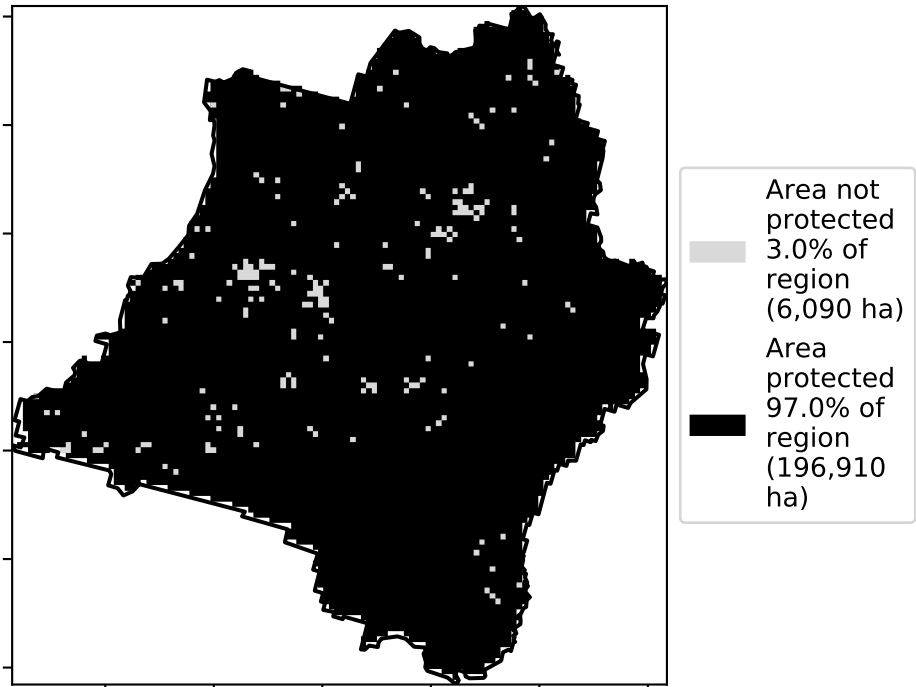 Area not
protected
3.0% of
region
(6,090 ha)
Area
protected
97.0% of
region
(196,910
ha)